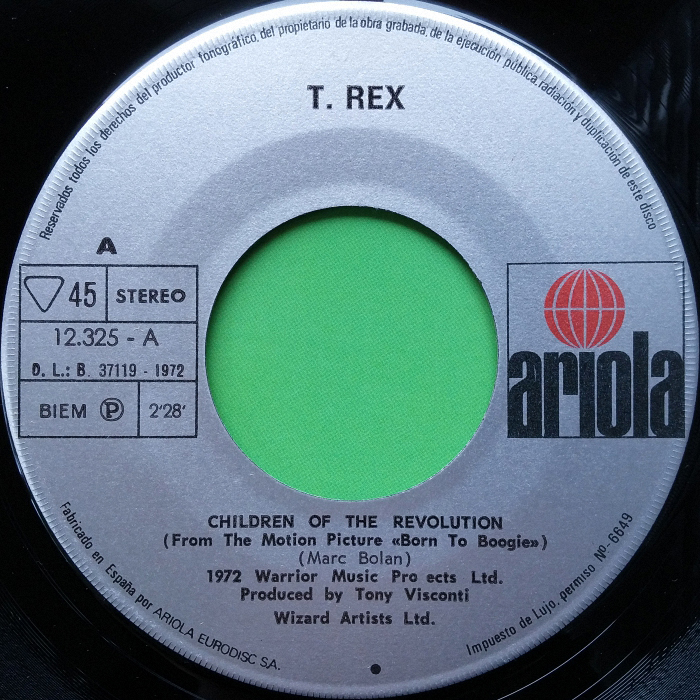 Reservados todos los derechos del productor fonográfico, del propietario de la obra grabada, de la ejecución pública, radiación y duplicación de este disco
T. REX
A
45 STEREO
12.325 - A
D. L.: B. 37119 - 1972
BIEM Ⓟ 2'28'
ariola
CHILDREN OF THE REVOLUTION
(From The Motion Picture «Born To Boogie»)
(Marc Bolan)
1972 Warrior Music Pro ects Ltd.
Produced by Tony Visconti
Wizard Artists Ltd.
Fabricado en España por ARIOLA EURODISC S.A.
Impuesto de Lujo, permiso Nº 6649